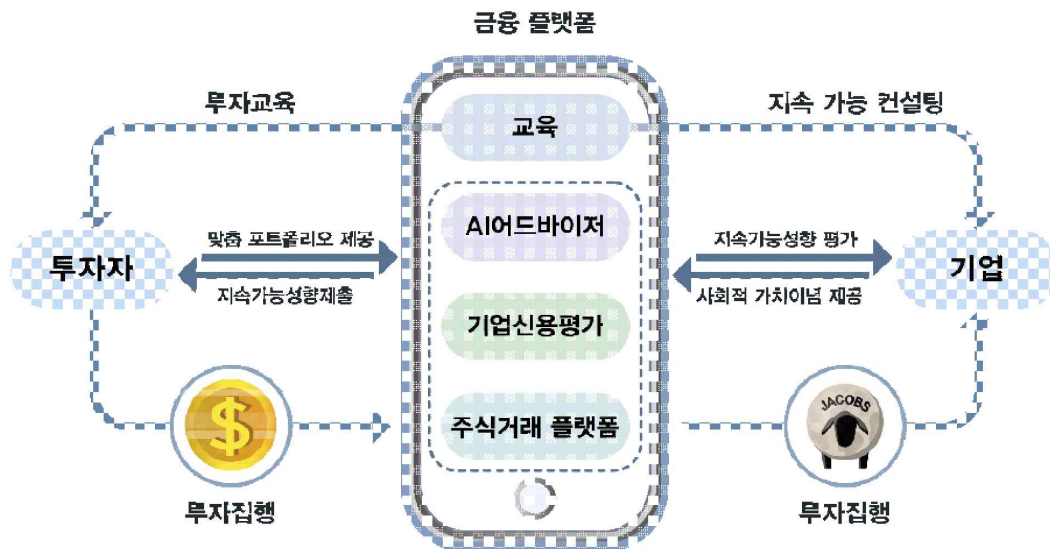 금융 플랫폼
투자교육
지속 가능 컨설팅
교육
AI어드바이저
맞춤 포트폴리오 제공
지속가능성향 평가
투자자
기업
지속가능성향제출
사회적 가치이념 제공
기업신용평가
주식거래 플랫폼
$
JACOBS
투자집행
투자집행